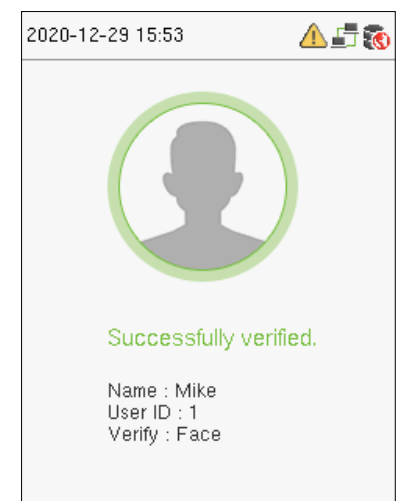 2020-12-29 15:53
Successfully verified.
Name : Mike
User ID : 1
Verify : Face